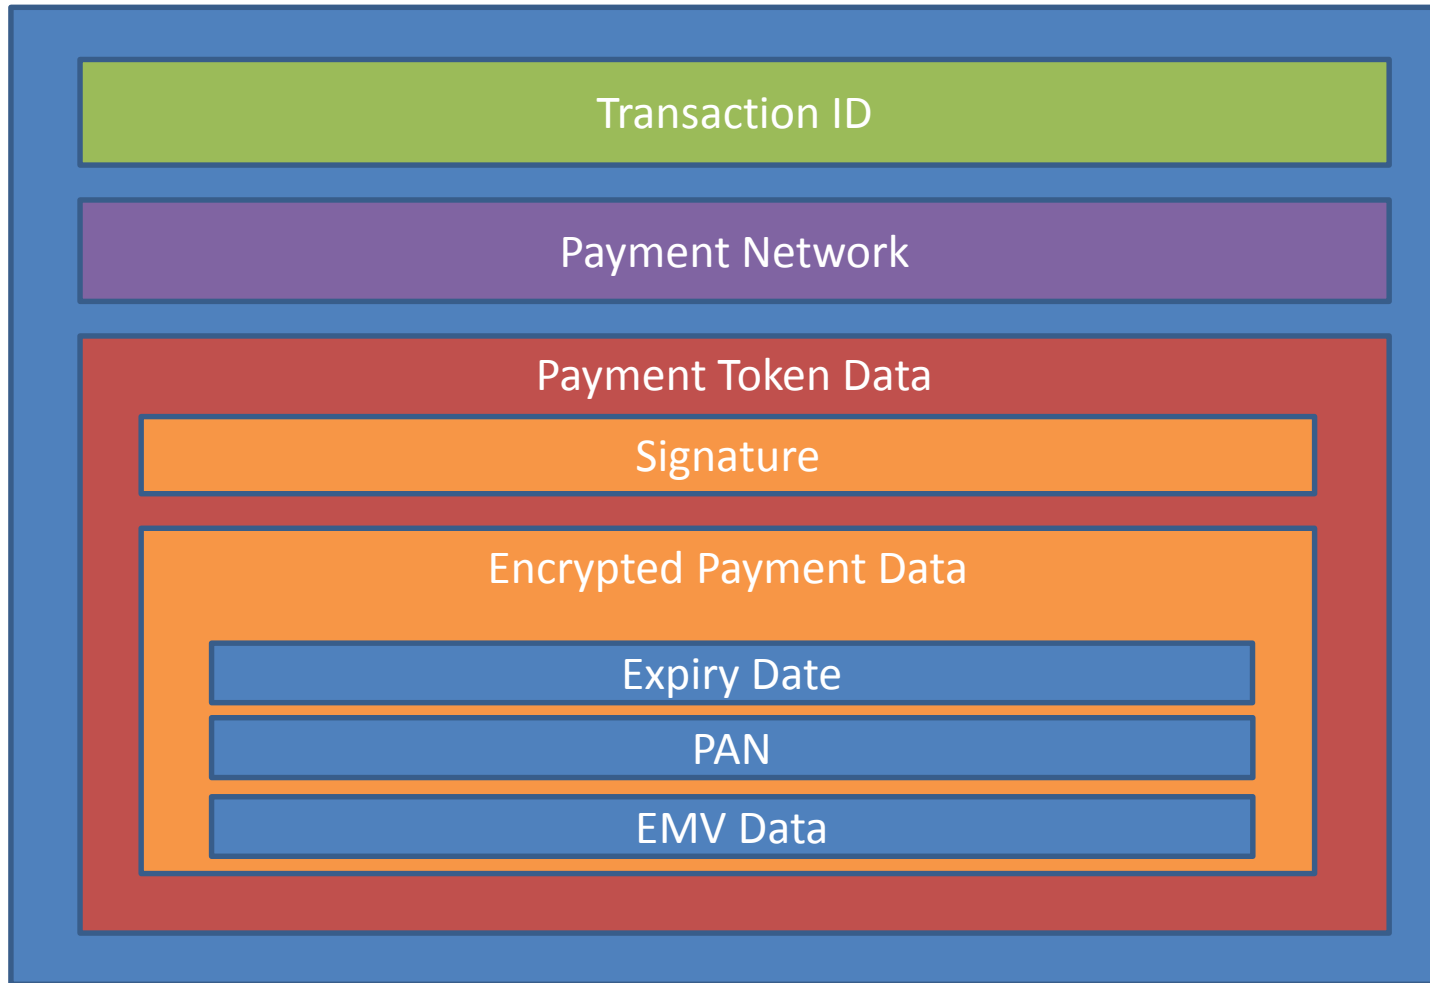 Transaction ID
Payment Network
Payment Token Data
Signature
Encrypted Payment Data
Expiry Date
PAN
EMV Data